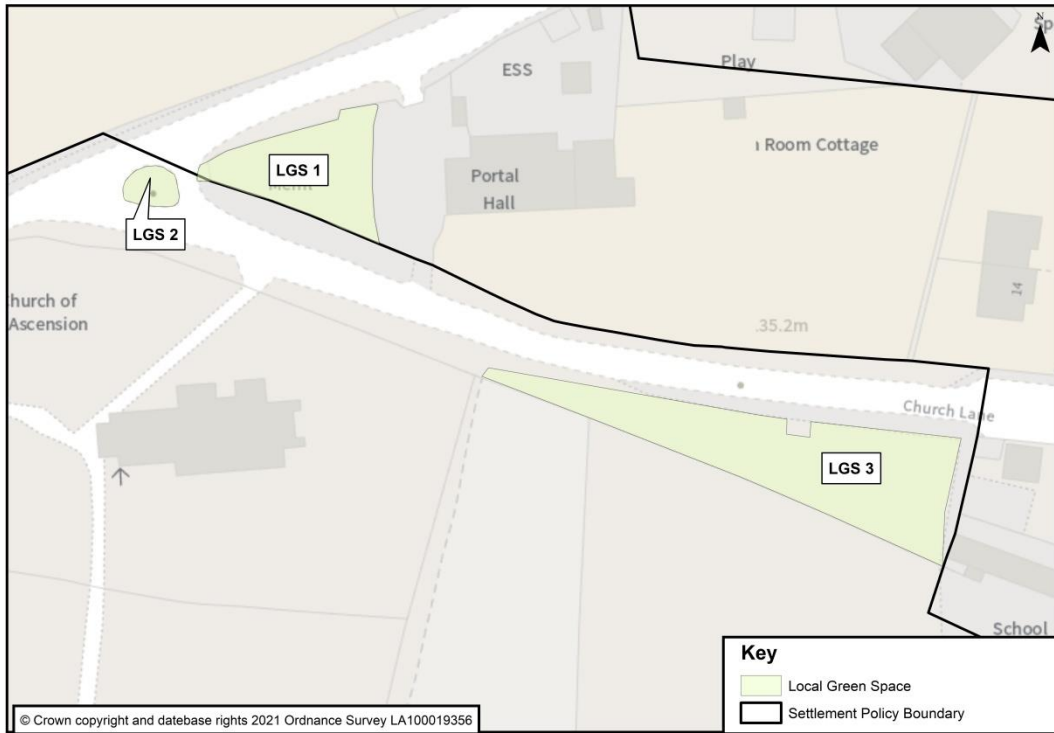 N
ESS
Play
LGS 1
Room Cottage
Portal
Hall
LGS 2
hurch of
Ascension
14
35.2m
Church Lane
LGS 3
School
Key
Local Green Space
Settlement Policy Boundary
© Crown copyright and datebase rights 2021 Ordnance Survey LA100019356